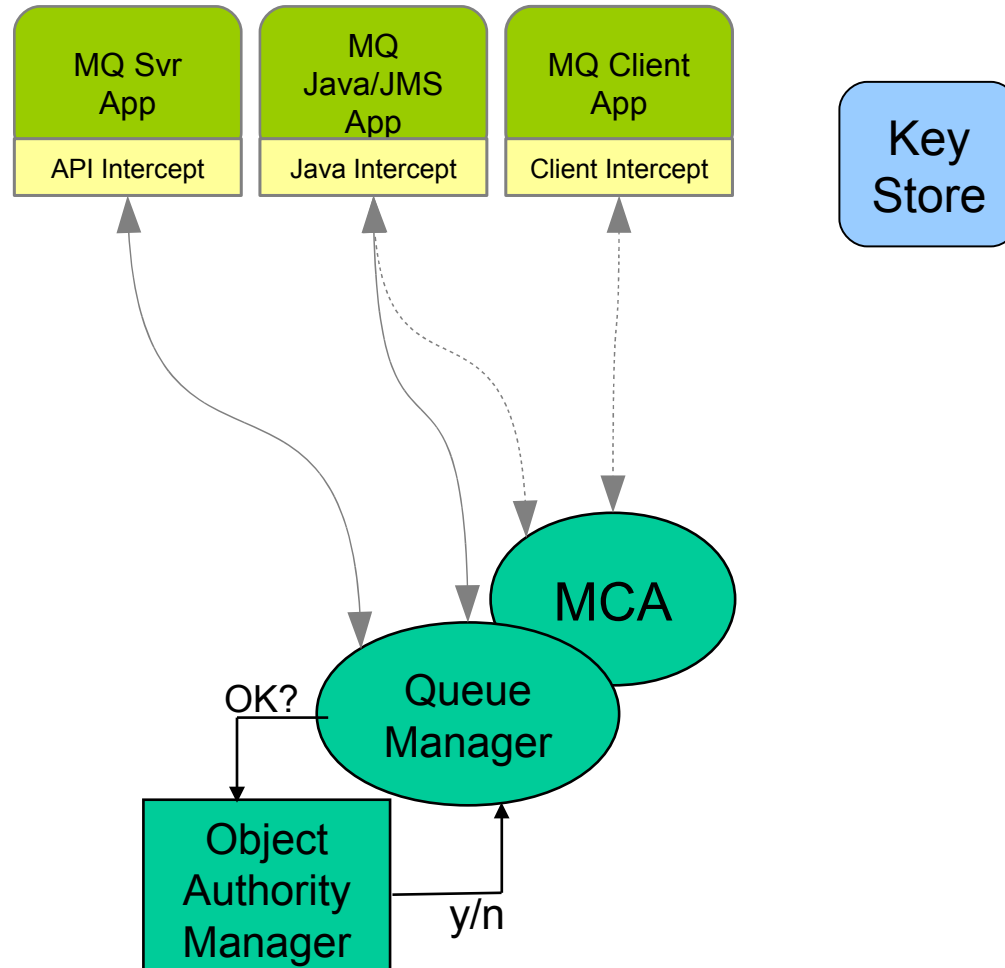 MQ Svr
App
API Intercept
MQ
Java/JMS
App
Java Intercept
MQ Client
App
Client Intercept
Key
Store
MCA
Queue
Manager
OK?
Object
Authority
Manager
y/n